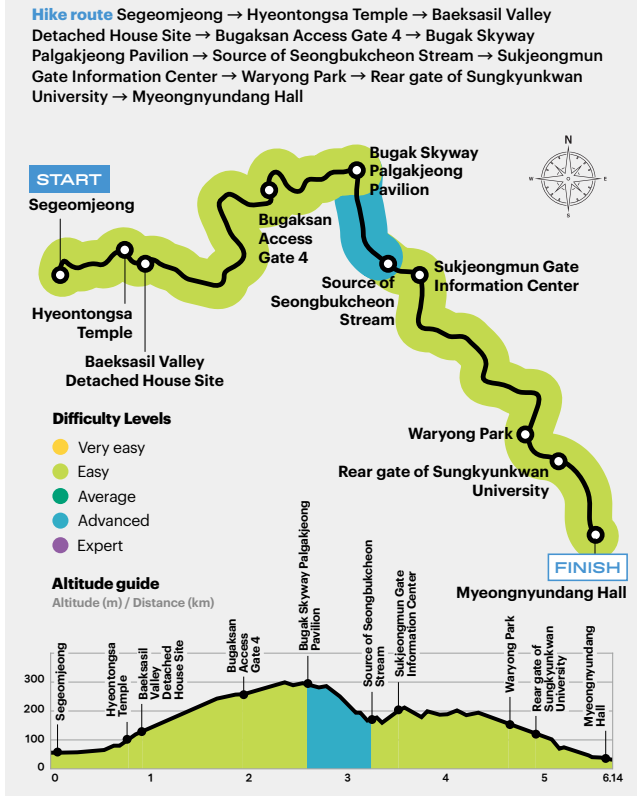 Hike route Segeomjeong → Hyeontongsa Temple → Baeksasil Valley
Detached House Site → Bugaksan Access Gate 4 → Bugak Skyway
Palgakjeong Pavilion → Source of Seongbukcheon Stream → Sukjeongmun
Gate Information Center → Waryong Park → Rear gate of Sungkyunkwan
University → Myeongnyundang Hall
START
Segeomjeong
Bugak Skyway
Palgakjeong
Pavilion
N
W
E
S
Bugaksan
Access
Gate 4
Sukjeongmun Gate
Information Center
Source of
Seongbukcheon
Stream
Hyeontongsa
Temple
Baeksasil Valley
Detached House Site
Difficulty Levels
Very easy
Easy
Average
Advanced
Expert
Waryong Park
Rear gate of Sungkyunkwan
University
FINISH
Myeongnyundang Hall
Altitude guide
Altitude (m) / Distance (km)
Segeomjeong
Hyeontongsa
Temple
Baeksasil
Valley
Detached
House Site
Bugaksan
Access
Gate 4
Bugak Skyway Palgakjeong
Pavilion
Source of Seongbukcheon
Stream
Sukjeongmun Gate
Information Center
Waryong Park
Rear gate of
Sungkyunkwan
University
Myeongnyundang
Hall
300
200
100
0
0
1
2
3
4
5
6.14